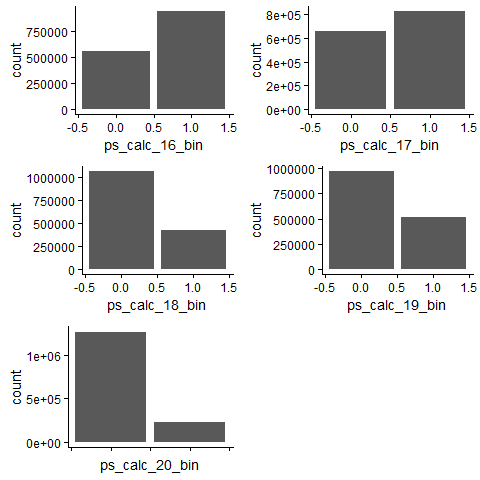 count
750000
500000
250000
0
-0.5 0.0 0.5 1.0 1.5
ps_calc_16_bin
count
8e+05
6e+05
4e+05
2e+05
0e+00
-0.5 0.0 0.5 1.0 1.5
ps_calc_17_bin
count
1000000
750000
500000
250000
0
-0.5 0.0 0.5 1.0 1.5
ps_calc_18_bin
count
1000000
750000
500000
250000
0
-0.5 0.0 0.5 1.0 1.5
ps_calc_19_bin
count
1e+06
5e+05
0e+00
ps_calc_20_bin